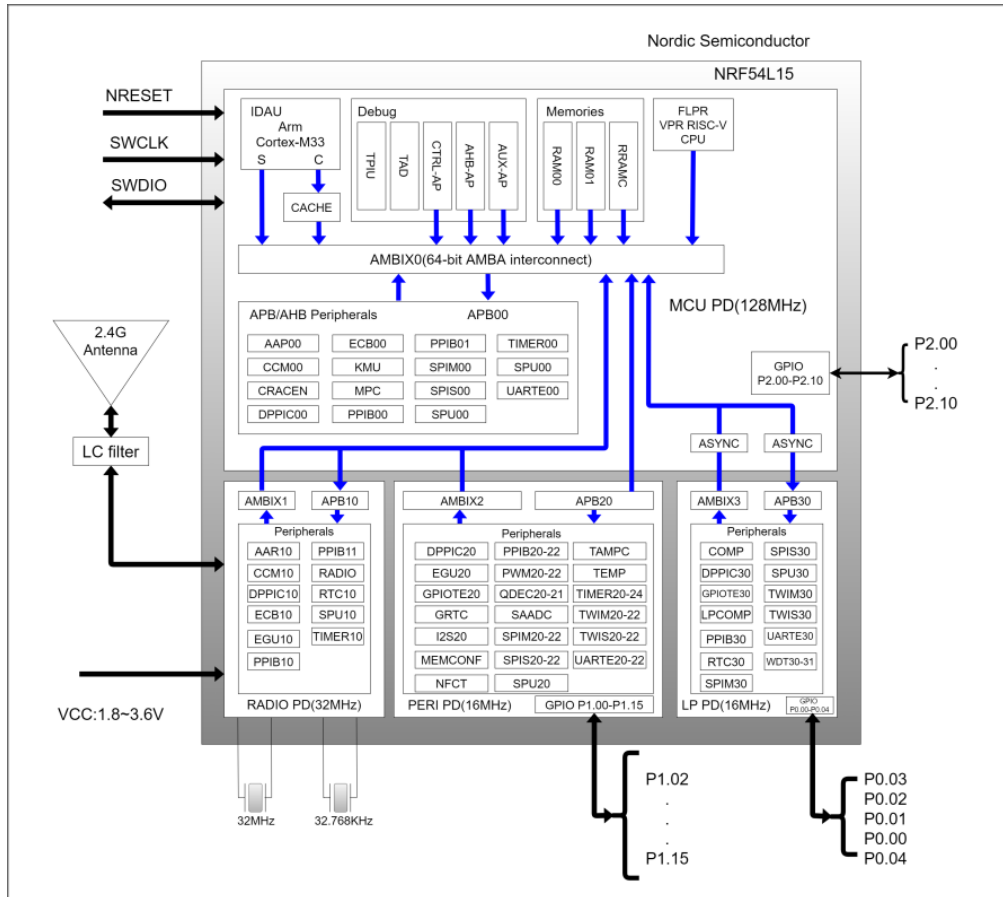 Nordic Semiconductor
NRF54L15
NRESET
SWCLK
SWDIO
IDAU
Arm
Cortex-M33
S
C
CACHE
Debug
TPIU
TAD
CTRL-AP
AHB-AP
AUX-AP
Memories
RAM00
RAM01
RRAMC
FLPR
VPR RISC-V
CPU
AMBIX0(64-bit AMBA interconnect)
MCU PD(128MHz)
APB/AHB Peripherals
APB00
AAP00
ECB00
PPIB01
TIMER00
CCM00
KMU
SPIM00
SPU00
CRACEN
MPC
SPIS00
UARTE00
DPPIC00
PPIB00
SPU00
GPIO
P2.00-P2.10
P2.00
.
.
P2.10
2.4G
Antenna
LC filter
ASYNC
ASYNC
AMBIX1
APB10
Peripherals
AAR10
PPIB11
CCM10
RADIO
DPPIC10
RTC10
ECB10
SPU10
EGU10
TIMER10
PPIB10
RADIO PD(32MHz)
AMBIX2
APB20
Peripherals
DPPIC20
PPIB20-22
TAMPC
EGU20
PWM20-22
TEMP
GPIOTE20
QDEC20-21
TIMER20-24
GRTC
SAADC
TWIM20-22
I2S20
SPIM20-22
TWIS20-22
MEMCONF
SPIS20-22
UARTE20-22
NFCT
SPU20
PERI PD(16MHz)
GPIO P1.00-P1.15
AMBIX3
APB30
Peripherals
COMP
SPIS30
DPPIC30
SPU30
GPIOTE30
TWIM30
LPCOMP
TWIS30
PPIB30
UARTE30
RTC30
WDT30-31
SPIM30
LP PD(16MHz)
GPIO
P0.00-P0.04
VCC:1.8~3.6V
32MHz
32.768KHz
P1.02
.
.
.
P1.15
P0.03
P0.02
P0.01
P0.00
P0.04